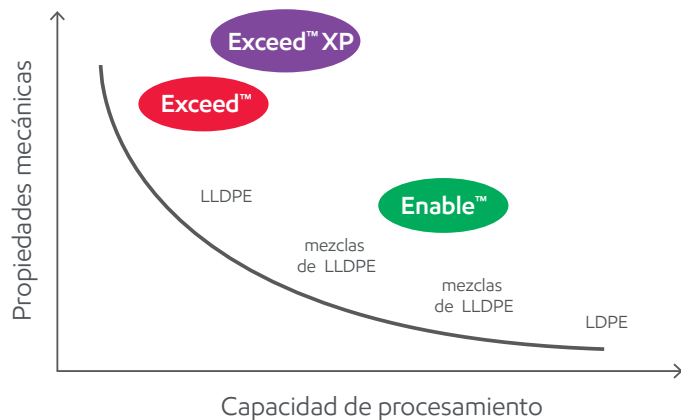 Exceed™ XP
Exceed™
Propiedades mecánicas
LLDPE
Enable™
mezclas
de LLDPE
mezclas
de LLDPE
LDPE
Capacidad de procesamiento